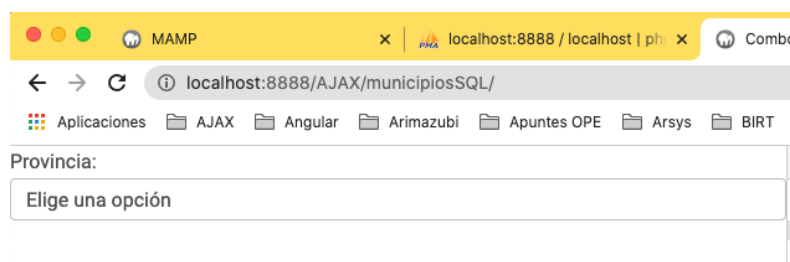 MAMP
localhost:8888 / localhost | ph
Combo
localhost:8888/AJAX/municipiosSQL/
Aplicaciones AJAX Angular Arimazubi Apuntes OPE Arsys BIRT
Provincia:
Elige una opción